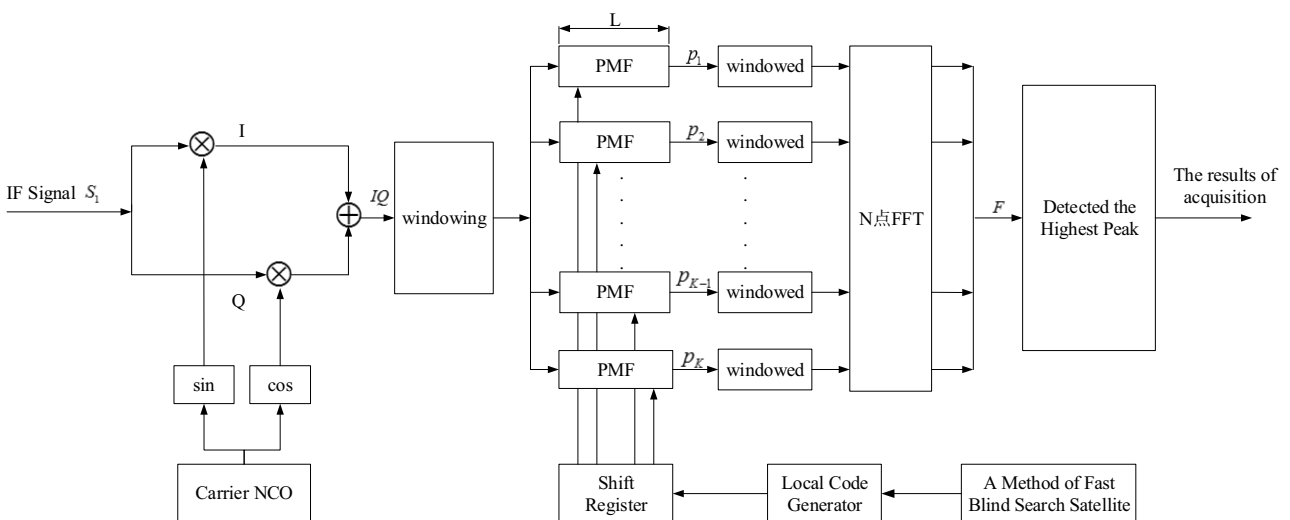 L
PMF
p₁
windowed
I
PMF
p₂
windowed
IF Signal S₁
IQ
windowing
N点FFT
F
Detected the
Highest Peak
The results of
acquisition
Q
PMF
pK−1
windowed
PMF
pK
windowed
sin
cos
Carrier NCO
Shift
Register
Local Code
Generator
A Method of Fast
Blind Search Satellite